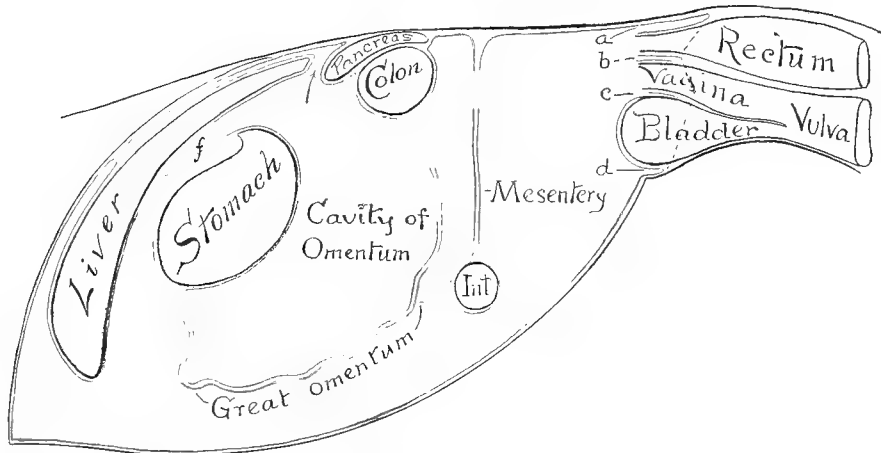 a
Rectum
Pancreas
b
Colon
Vagina
c
Bladder
Vulva
f
d
Liver
Stomach
Mesentery
Cavity of
Omentum
Int
Great omentum